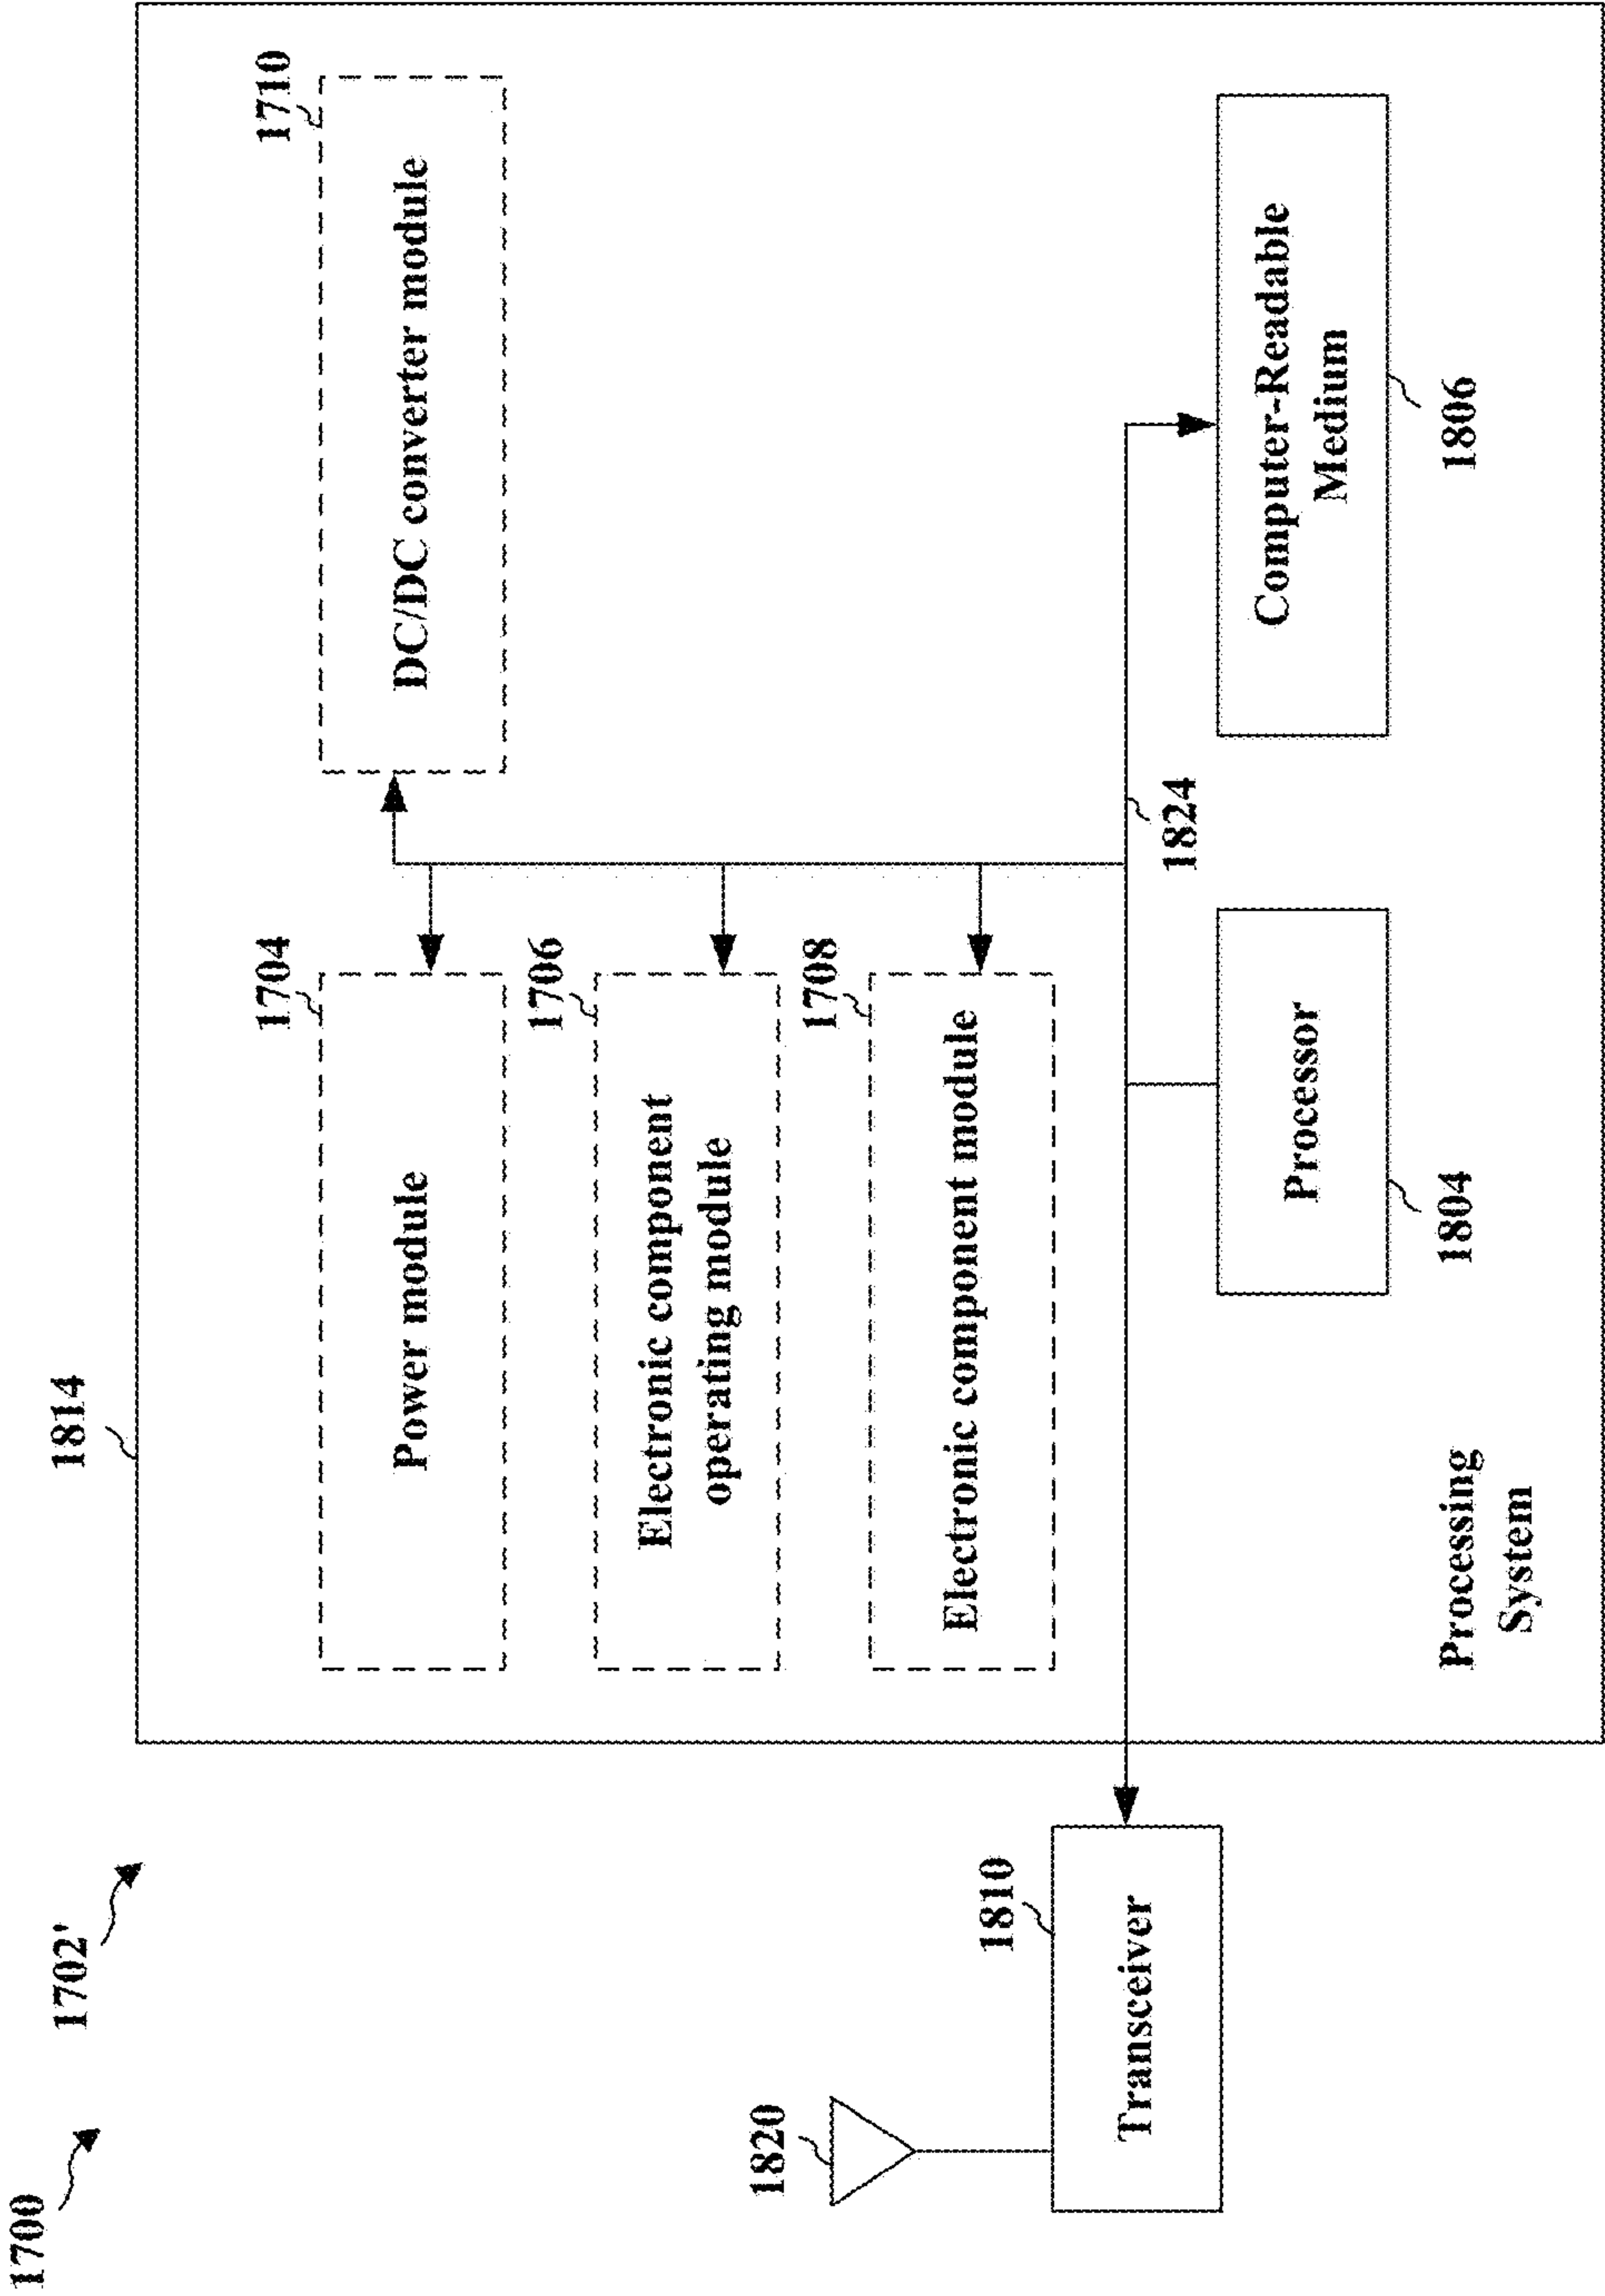 1700
1702'
1814
1704
Power module
1710
DC/DC converter module
1706
Electronic component
operating module
1708
Electronic component module
1820
1810
Transceiver
1824
Processor
1804
Computer-Readable
Medium
1806
Processing
System